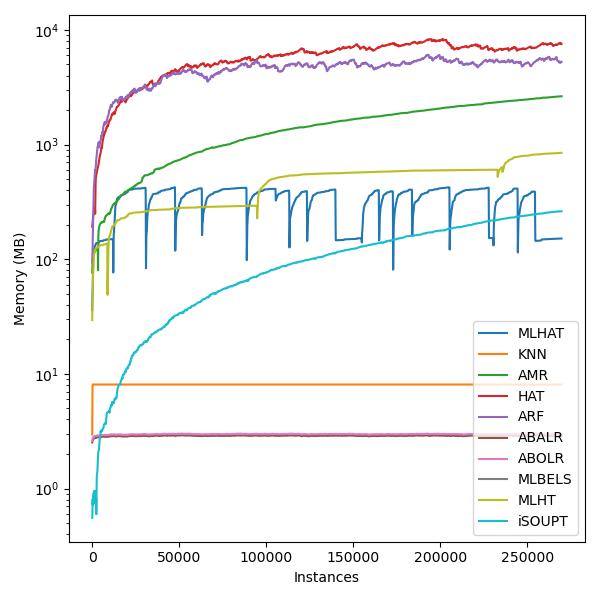 10⁴
10³
10²
10¹
10⁰
Memory (MB)
0 50000 100000 150000 200000 250000
Instances
MLHAT
KNN
AMR
HAT
ARF
ABALR
ABOLR
MLBELS
MLHT
iSOUPT